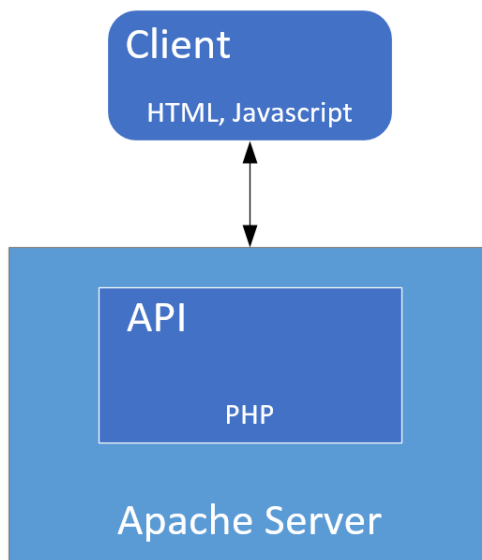 Client
HTML, Javascript
API
PHP
Apache Server